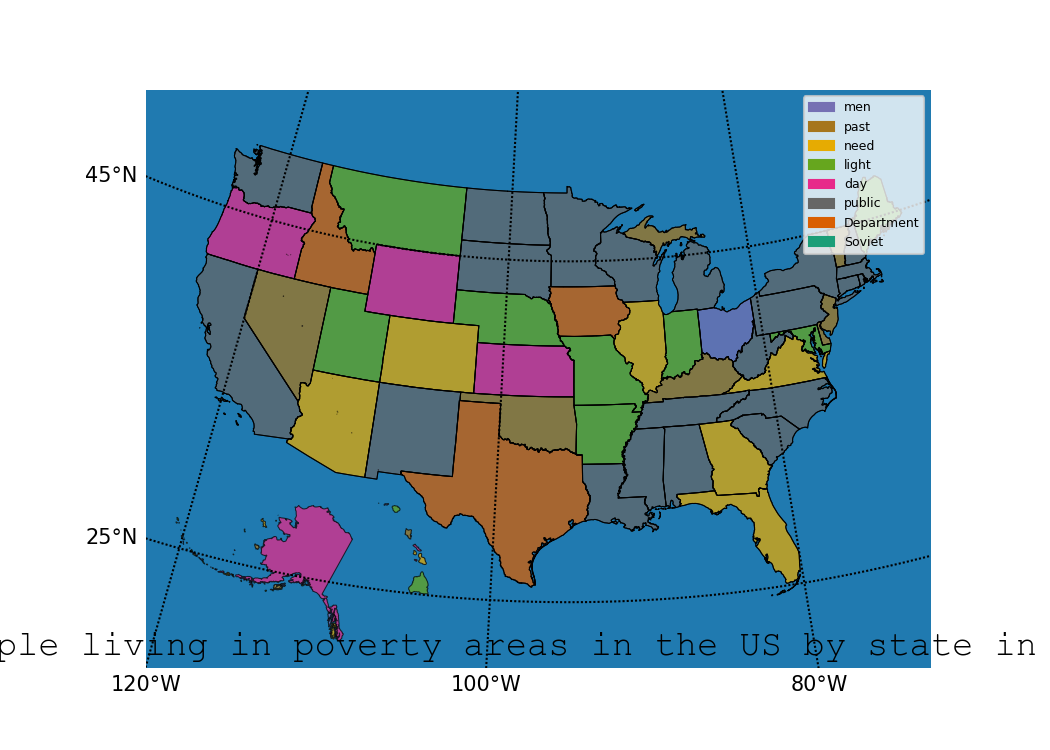 men
past
need
light
day
public
Department
Soviet
45°N
25°N
ple living in poverty areas in the US by state in
120°W 100°W 80°W